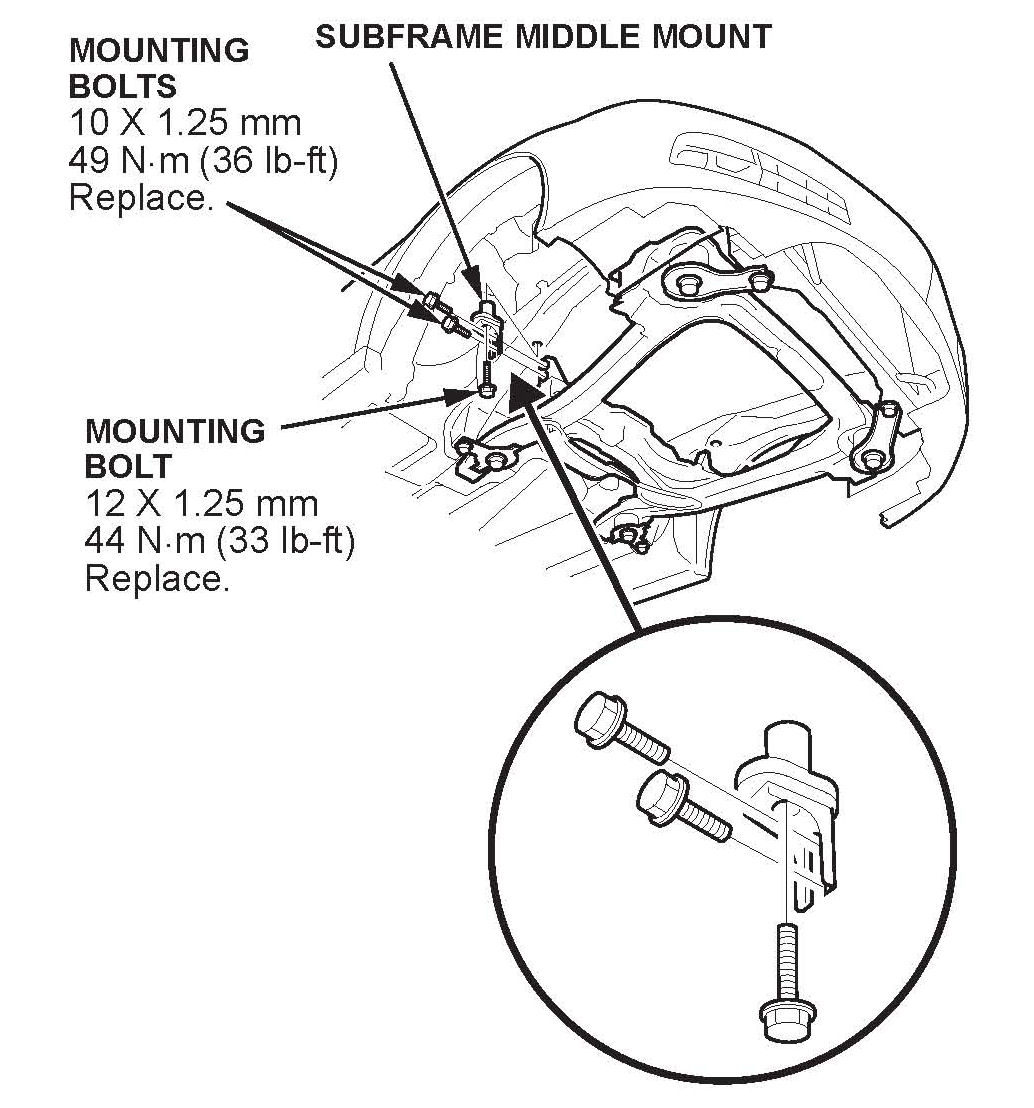 SUBFRAME MIDDLE MOUNT
MOUNTING
BOLTS
10 X 1.25 mm
49 N·m (36 lb-ft)
Replace.
MOUNTING
BOLT
12 X 1.25 mm
44 N·m (33 lb-ft)
Replace.